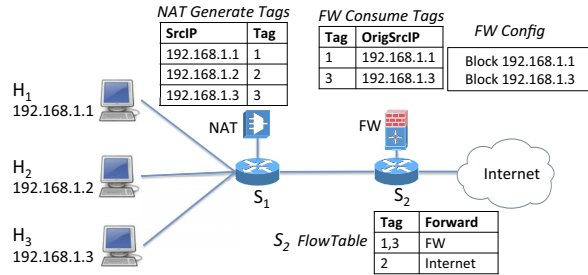 NAT Generate Tags
SrcIP Tag
192.168.1.1 1
192.168.1.2 2
192.168.1.3 3
FW Consume Tags
Tag OrigSrcIP
1 192.168.1.1
3 192.168.1.3
FW Config
Block 192.168.1.1
Block 192.168.1.3
H1
192.168.1.1
NAT
FW
H2
192.168.1.2
S1
S2
Internet
H3
192.168.1.3
S2 FlowTable
Tag Forward
1,3 FW
2 Internet